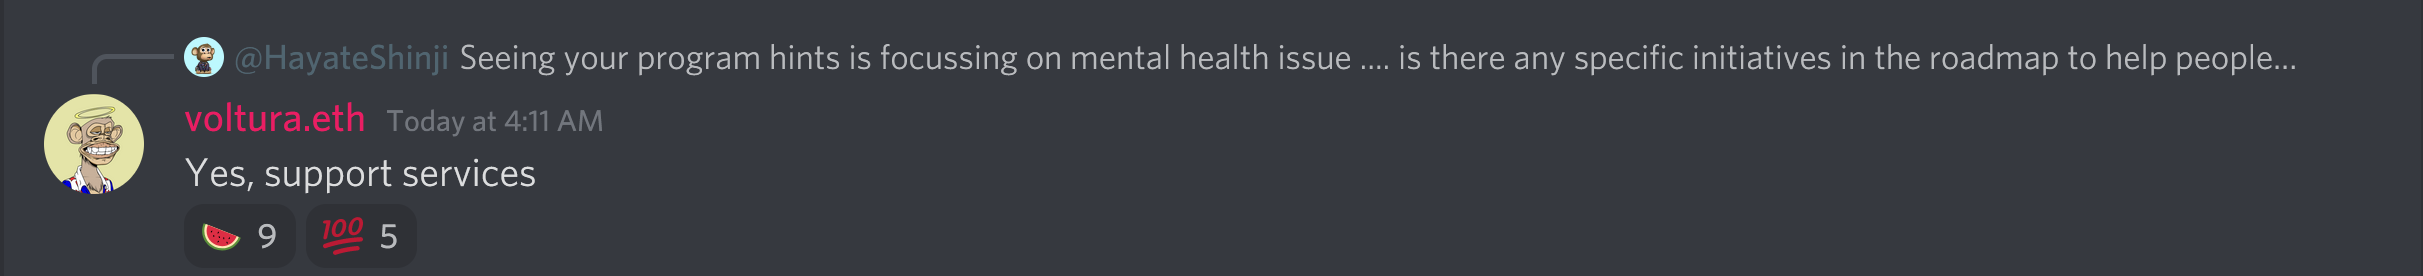 @HayateShinji Seeing your program hints is focussing on mental health issue .... is there any specific initiatives in the roadmap to help people...
voltura.eth Today at 4:11 AM
Yes, support services
🍉 9 💯 5